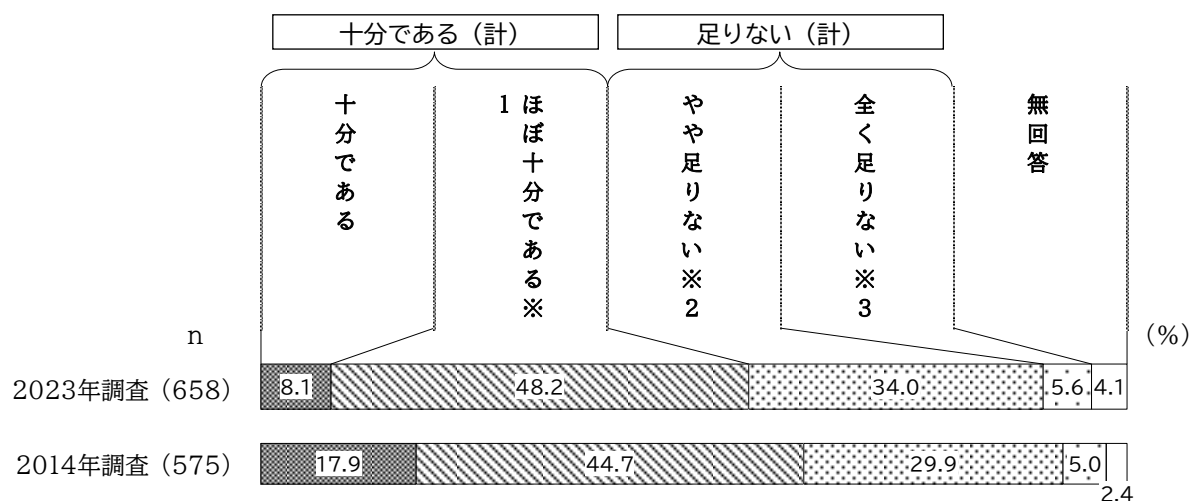 十分である（計）
足りない（計）
十分である
ほぼ十分である※1
やや足りない※2
全く足りない※3
無回答
n
(%)
2023年調査（658）
8.1
48.2
34.0
5.6
4.1
2014年調査（575）
17.9
44.7
29.9
5.0
2.4